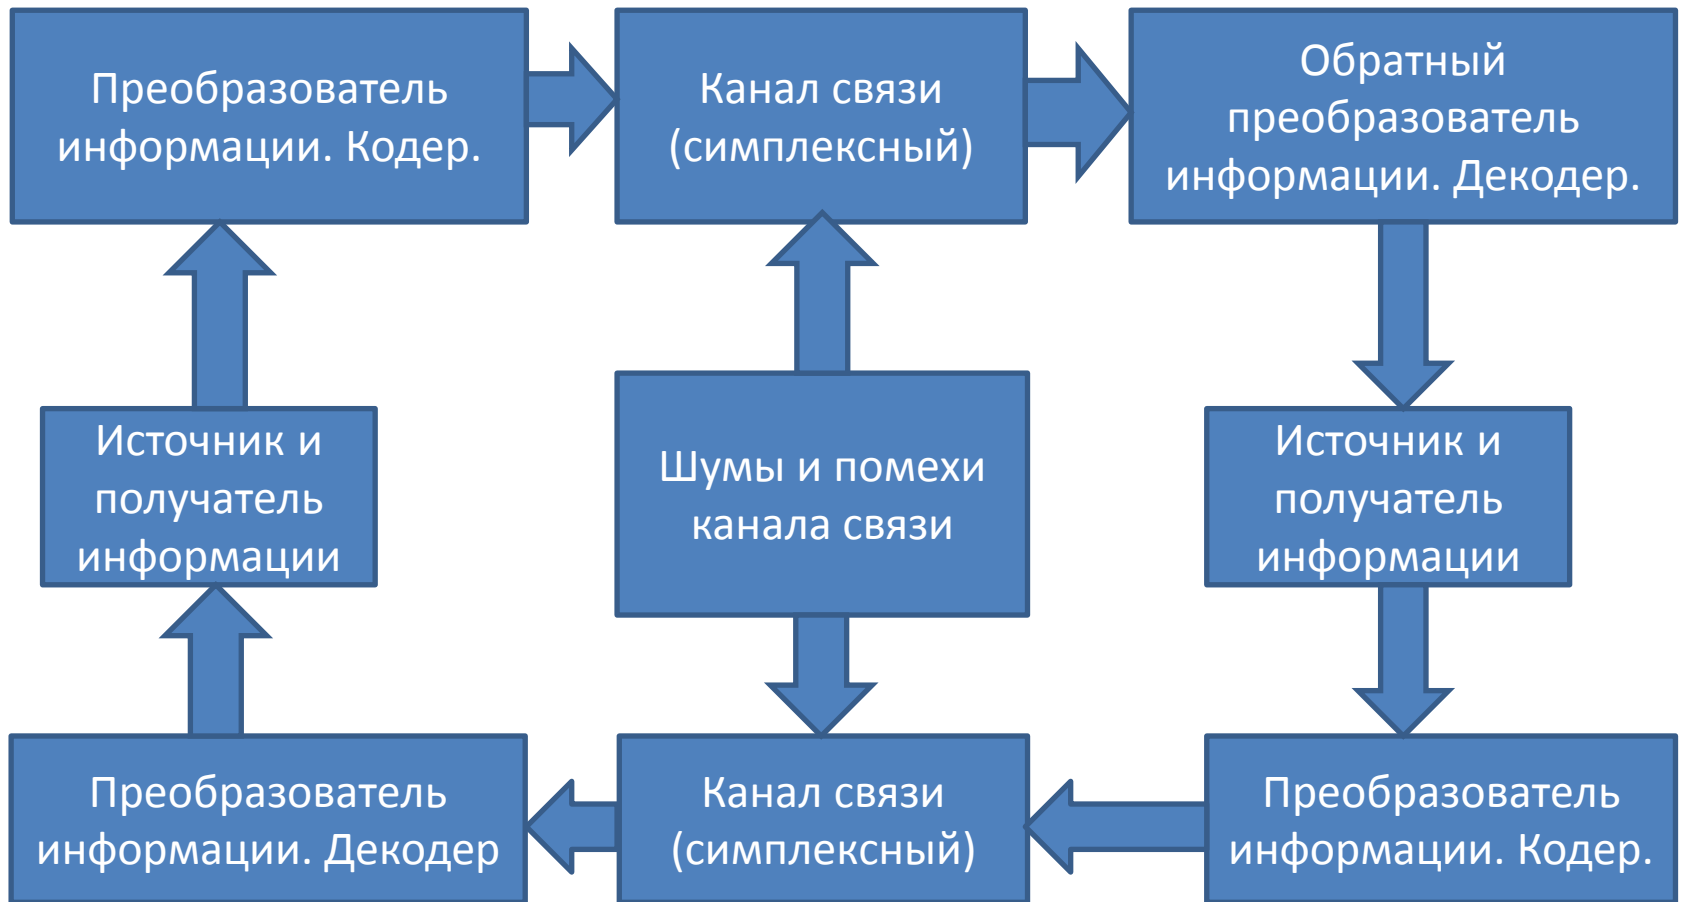 Преобразователь
информации. Кодер.
Канал связи
(симплексный)
Обратный
преобразователь
информации. Декодер.
Источник и
получатель
информации
Шумы и помехи
канала связи
Источник и
получатель
информации
Преобразователь
информации. Декодер
Канал связи
(симплексный)
Преобразователь
информации. Кодер.